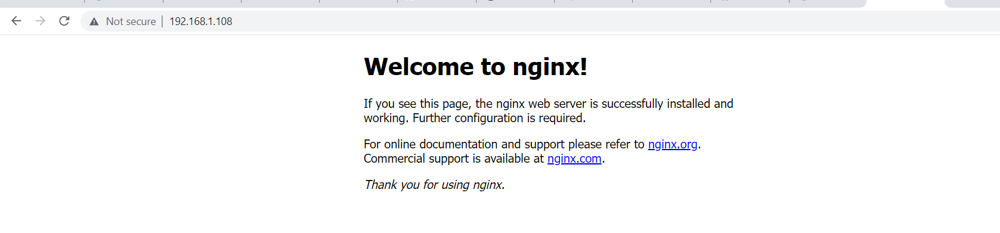 Not secure | 192.168.1.108
Welcome to nginx!
If you see this page, the nginx web server is successfully installed and
working. Further configuration is required.
For online documentation and support please refer to nginx.org.
Commercial support is available at nginx.com.
Thank you for using nginx.